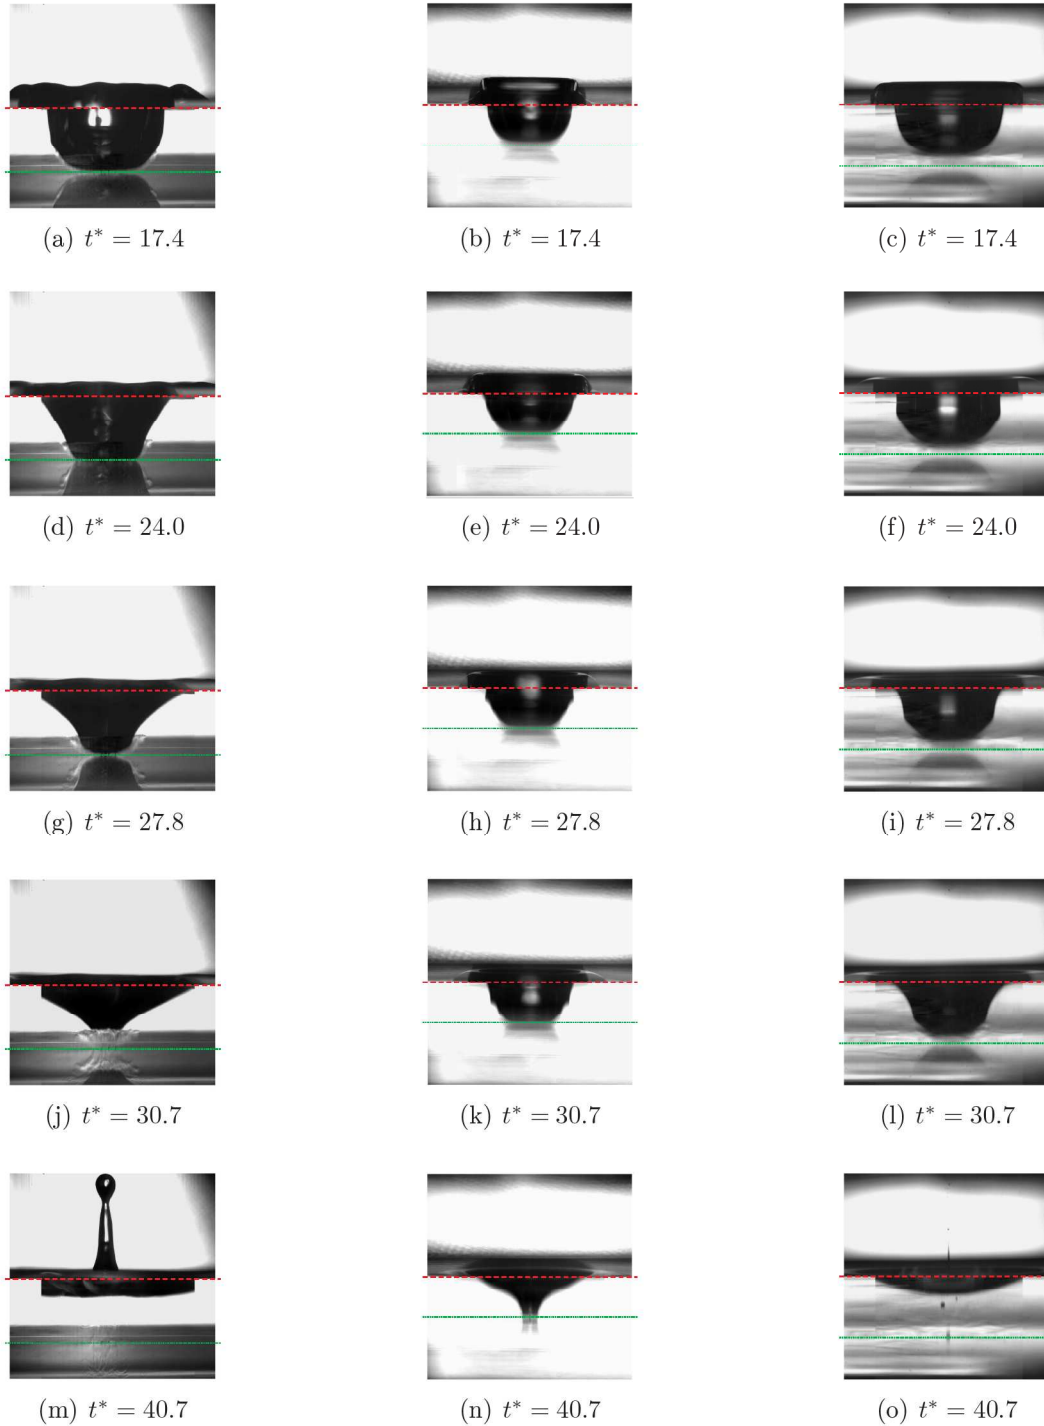 (a) t* = 17.4
(b) t* = 17.4
(c) t* = 17.4
(d) t* = 24.0
(e) t* = 24.0
(f) t* = 24.0
(g) t* = 27.8
(h) t* = 27.8
(i) t* = 27.8
(j) t* = 30.7
(k) t* = 30.7
(l) t* = 30.7
(m) t* = 40.7
(n) t* = 40.7
(o) t* = 40.7